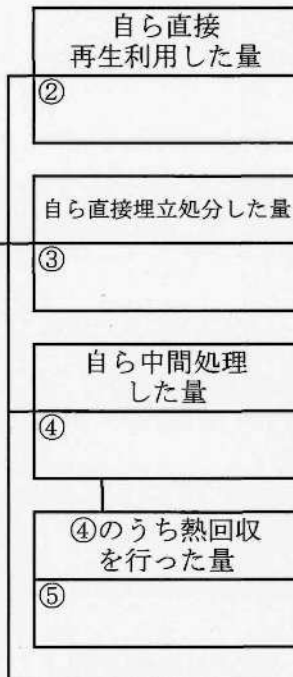 自ら直接
再生利用した量
②
自ら直接埋立処分した量
③
自ら中間処理
した量
④
④のうち熱回収
を行った量
⑤